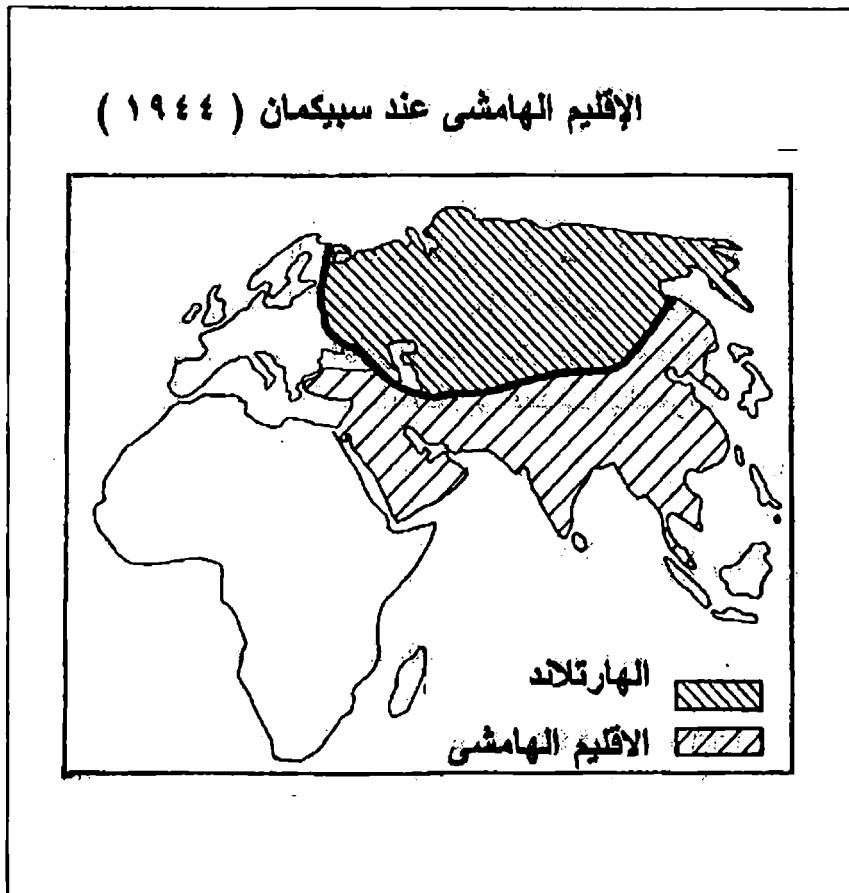 الإقليم الهامشى عند سبيكمان ( ١٩٤٤ )
الهارتلاند
الاقليم الهامشى